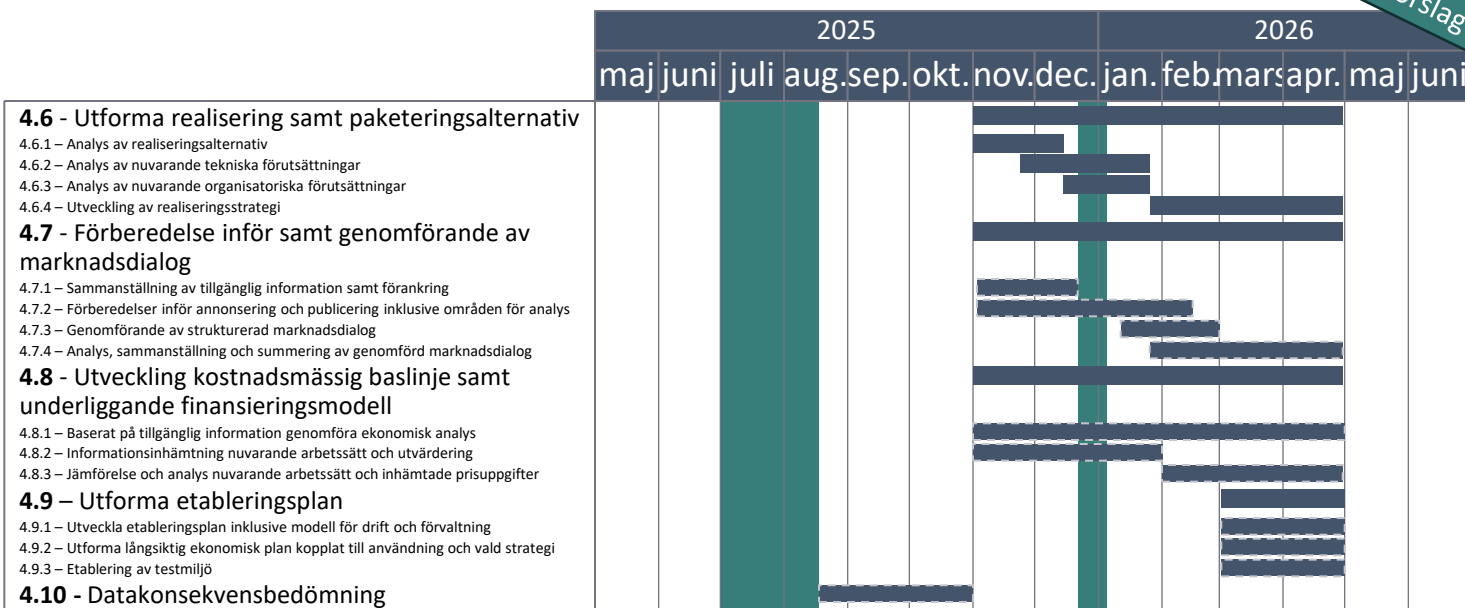 örslag
2025
2026
maj juni juli aug. sep. okt. nov. dec. jan. feb. mars apr. maj juni
4.6 - Utforma realisering samt paketeringsalternativ
4.6.1 – Analys av realiseringsalternativ
4.6.2 – Analys av nuvarande tekniska förutsättningar
4.6.3 – Analys av nuvarande organisatoriska förutsättningar
4.6.4 – Utveckling av realiseringsstrategi
4.7 - Förberedelse inför samt genomförande av
marknadsdialog
4.7.1 – Sammanställning av tillgänglig information samt förankring
4.7.2 – Förberedelser inför annonsering och publicering inklusive områden för analys
4.7.3 – Genomförande av strukturerad marknadsdialog
4.7.4 – Analys, sammanställning och summering av genomförd marknadsdialog
4.8 - Utveckling kostnadsmässig baslinje samt
underliggande finansieringsmodell
4.8.1 – Baserat på tillgänglig information genomföra ekonomisk analys
4.8.2 – Informationsinhämtning nuvarande arbetssätt och utvärdering
4.8.3 – Jämförelse och analys nuvarande arbetssätt och inhämtade prisuppgifter
4.9 – Utforma etableringsplan
4.9.1 – Utveckla etableringsplan inklusive modell för drift och förvaltning
4.9.2 – Utforma långsiktig ekonomisk plan kopplat till användning och vald strategi
4.9.3 – Etablering av testmiljö
4.10 - Datakonsekvensbedömning